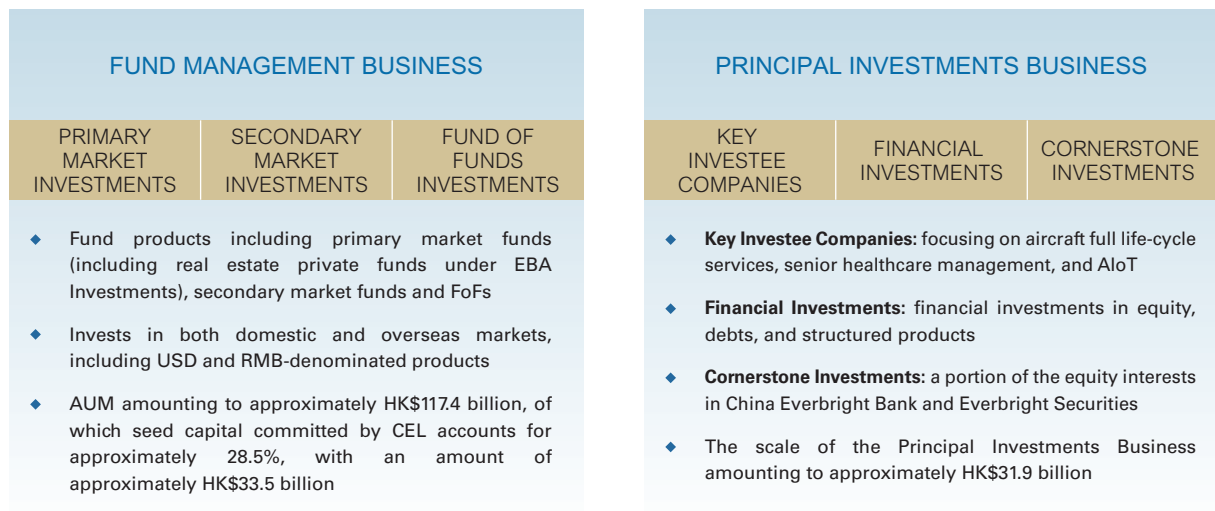 FUND MANAGEMENT BUSINESS
PRIMARY
MARKET
INVESTMENTS
SECONDARY
MARKET
INVESTMENTS
FUND OF
FUNDS
INVESTMENTS
◆ Fund products including primary market funds
(including real estate private funds under EBA
Investments), secondary market funds and FoFs
◆ Invests in both domestic and overseas markets,
including USD and RMB-denominated products
◆ AUM amounting to approximately HK$117.4 billion, of
which seed capital committed by CEL accounts for
approximately 28.5%, with an amount of
approximately HK$33.5 billion
PRINCIPAL INVESTMENTS BUSINESS
KEY
INVESTEE
COMPANIES
FINANCIAL
INVESTMENTS
CORNERSTONE
INVESTMENTS
◆ Key Investee Companies: focusing on aircraft full life-cycle
services, senior healthcare management, and AIoT
◆ Financial Investments: financial investments in equity,
debts, and structured products
◆ Cornerstone Investments: a portion of the equity interests
in China Everbright Bank and Everbright Securities
◆ The scale of the Principal Investments Business
amounting to approximately HK$31.9 billion